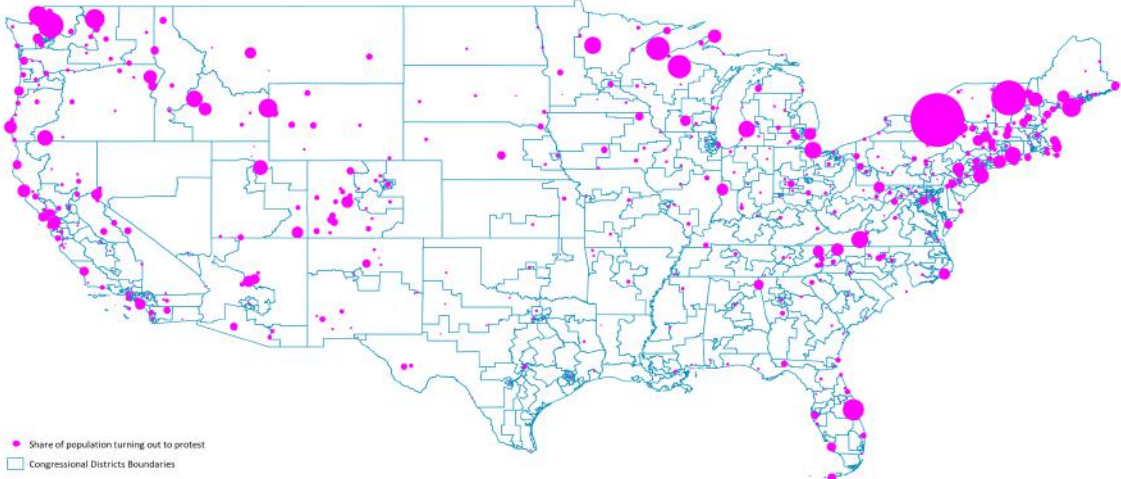 Share of population turning out to protest
Congressional Districts Boundaries